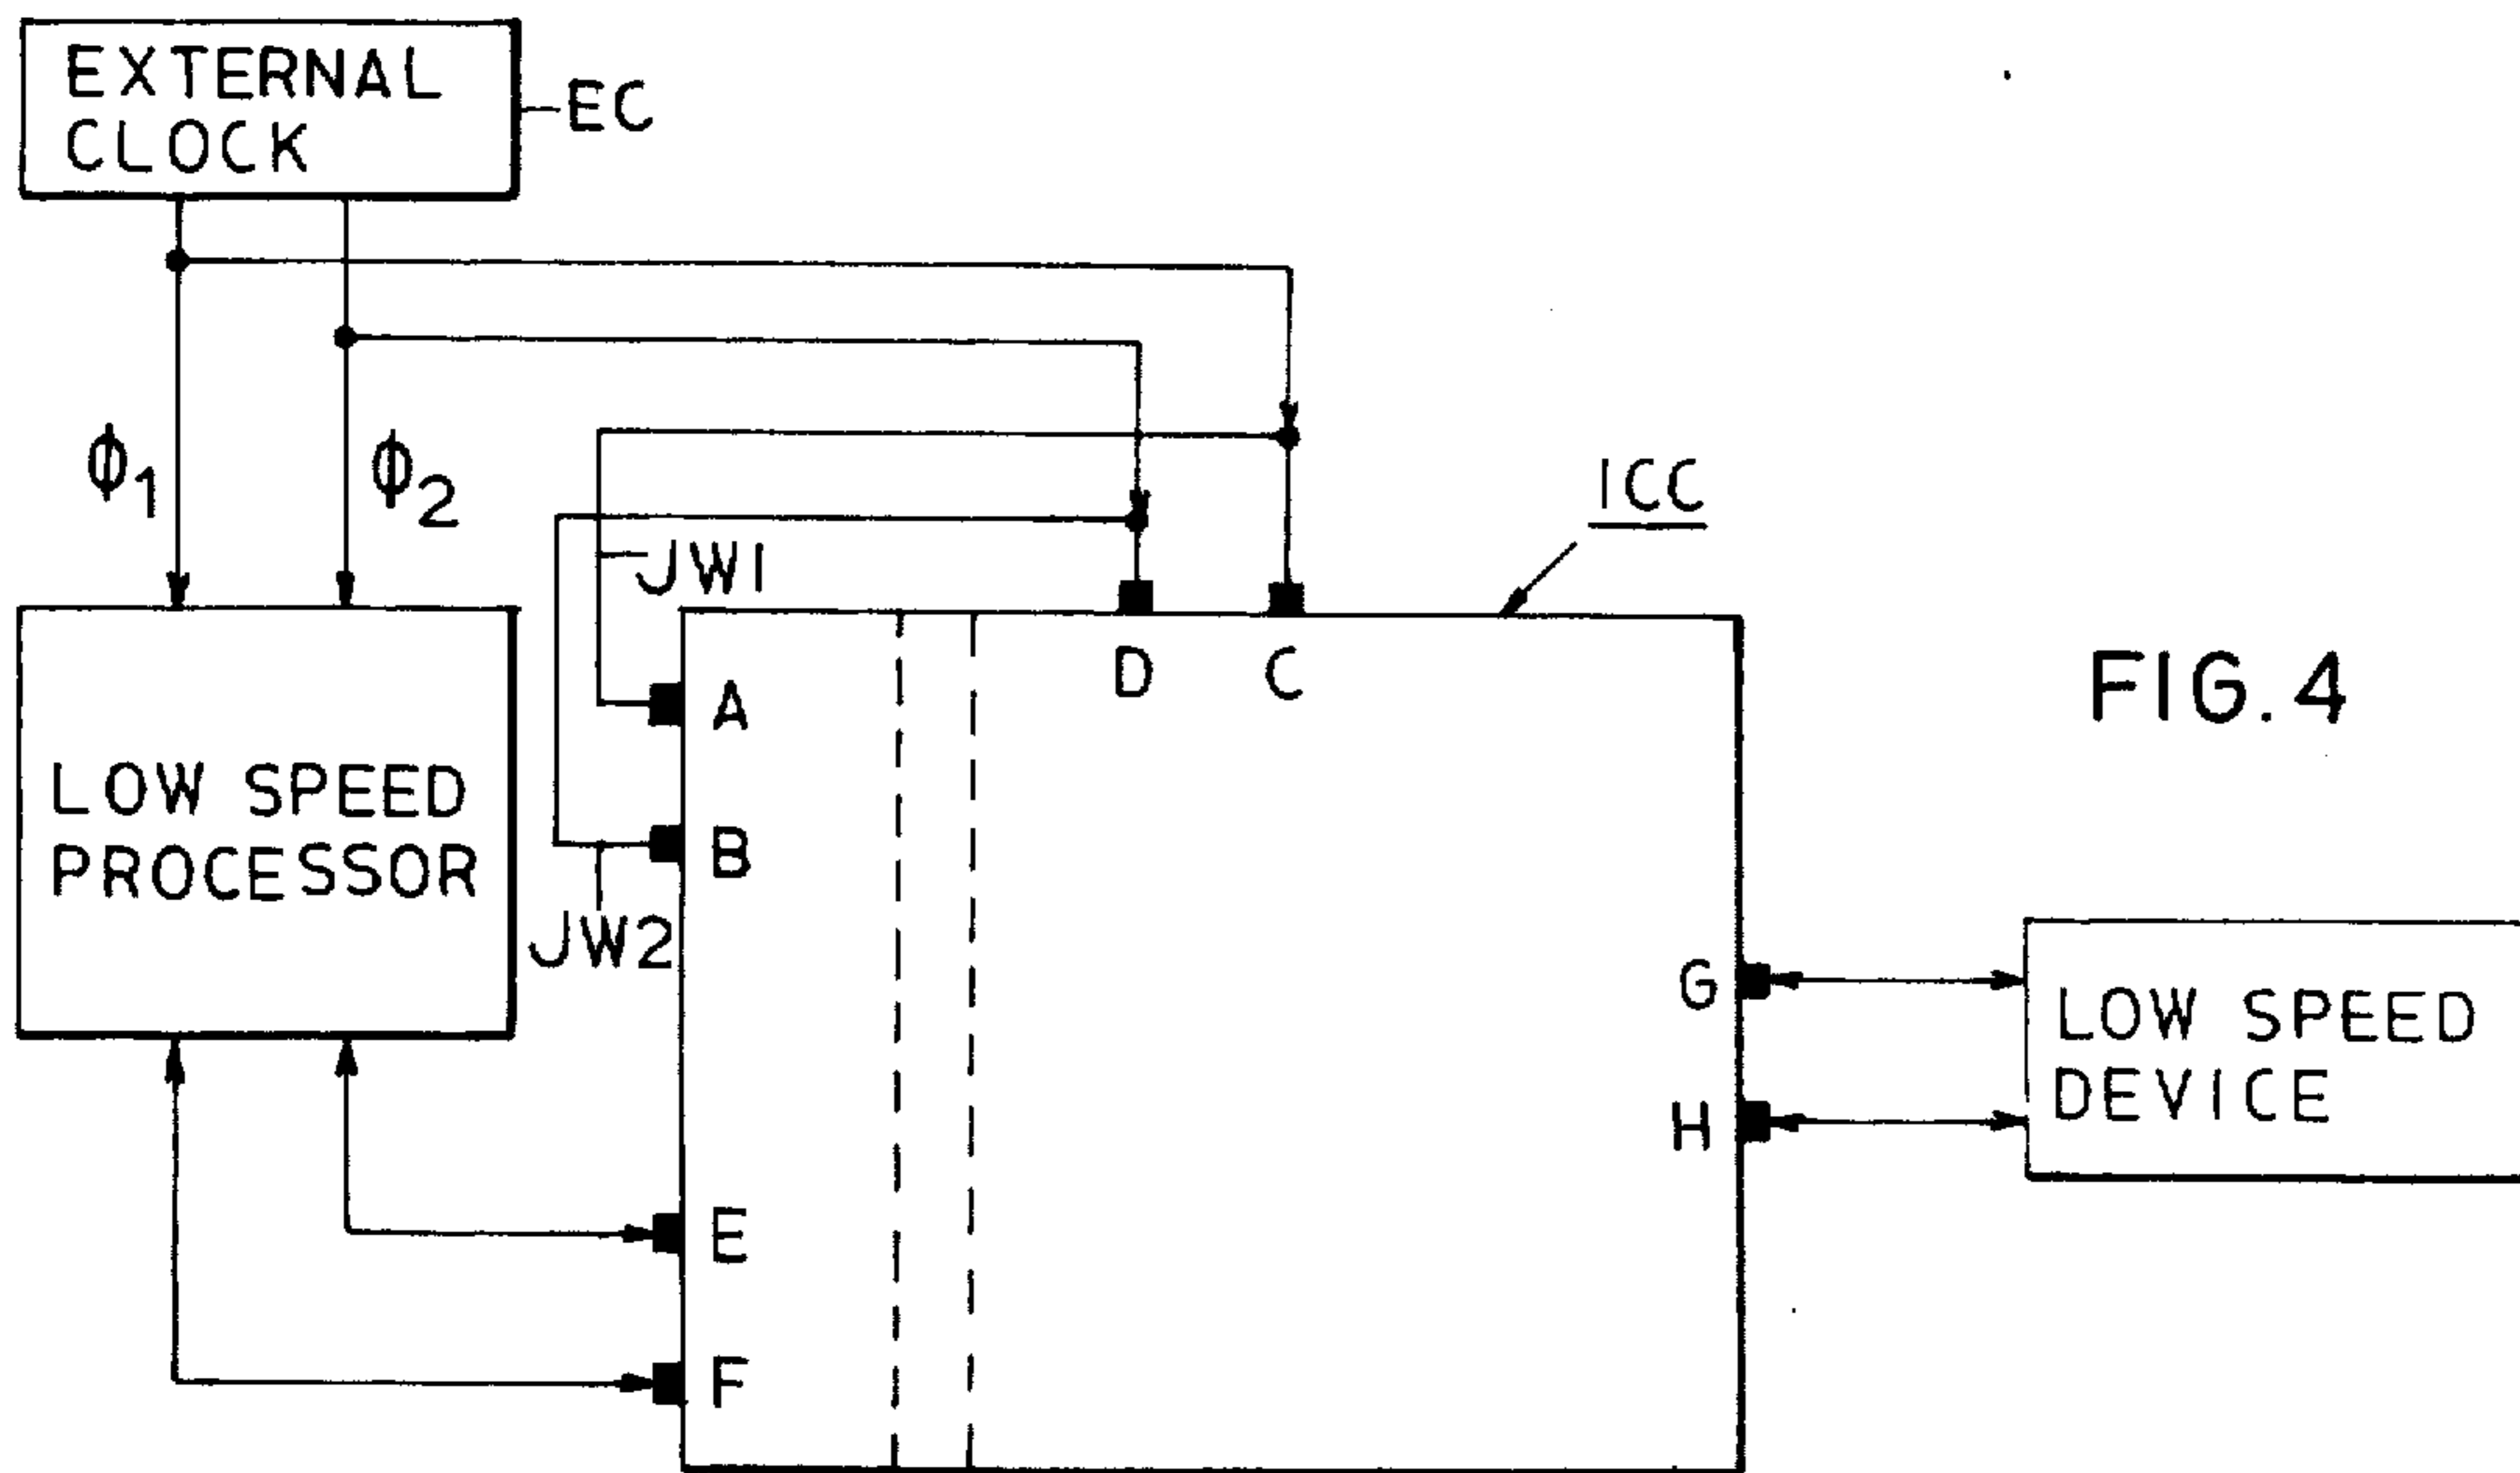 EXTERNAL
CLOCK
EC
ϕ1
ϕ2
JW1
ICC
D
C
FIG. 4
A
LOW SPEED
PROCESSOR
B
JW2
G
LOW SPEED
DEVICE
H
E
F